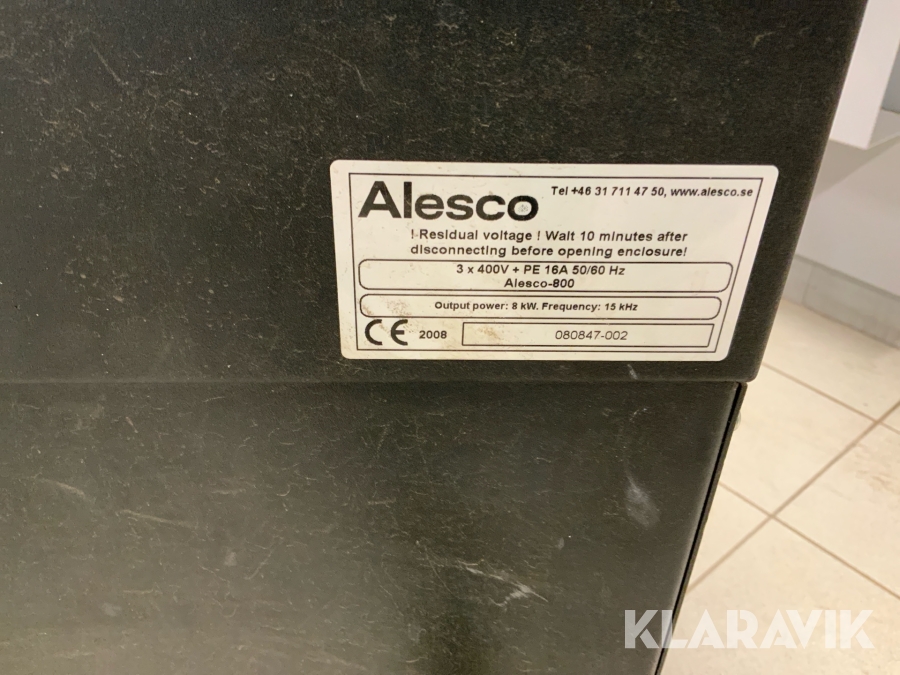 Alesco
Tel +46 31 711 47 50, www.alesco.se
! Residual voltage ! Wait 10 minutes after
disconnecting before opening enclosure!
3 x 400V + PE 16A 50/60 Hz
Alesco-800
Output power: 8 kW. Frequency: 15 kHz
CE 2008 080847-002
KLARAVIK